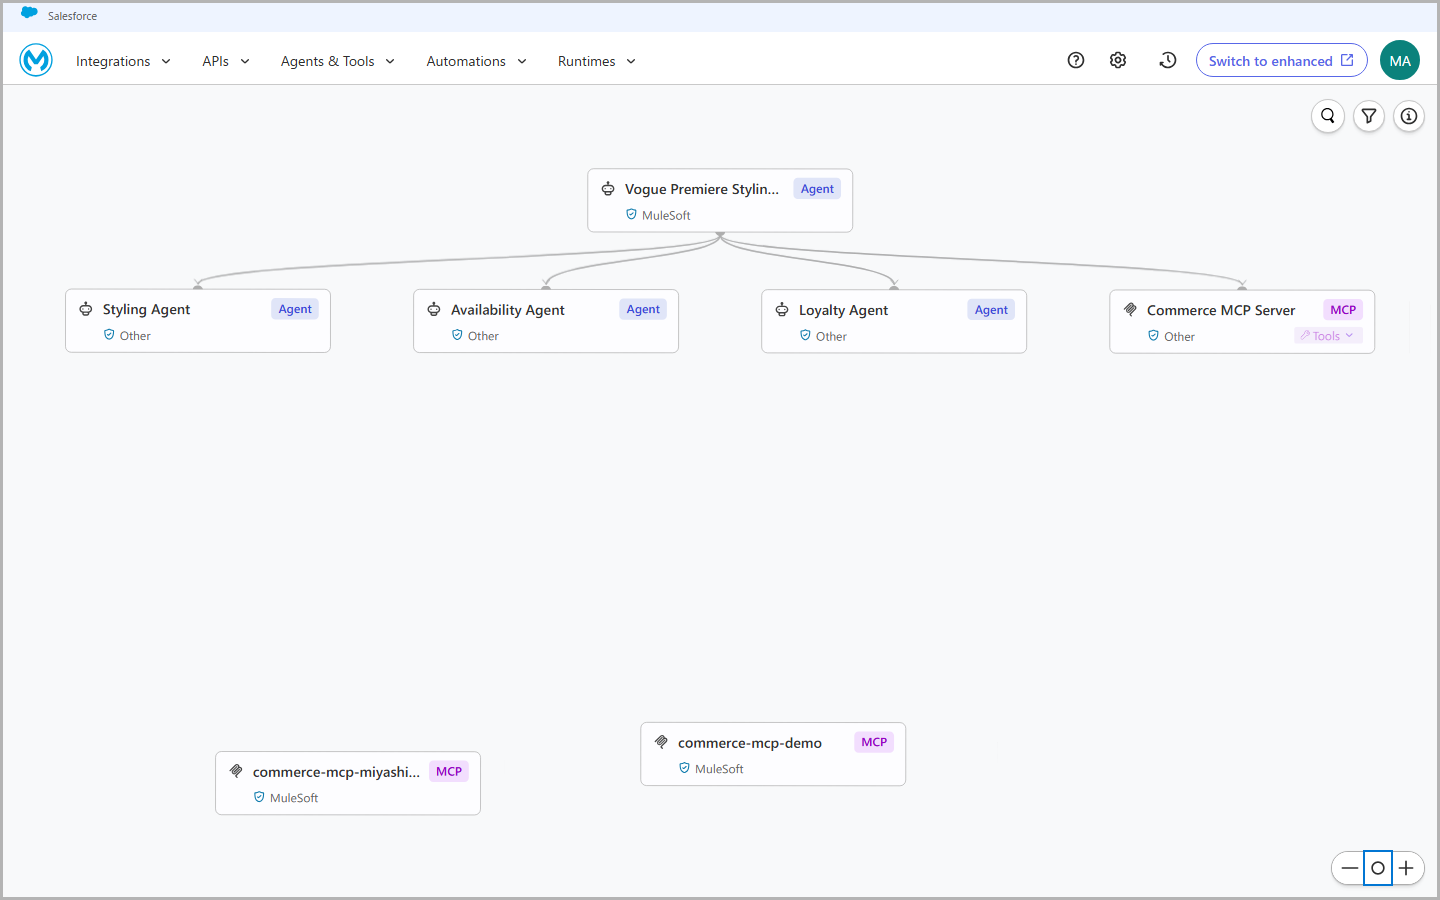 Salesforce
Integrations APIs Agents & Tools Automations Runtimes Switch to enhanced MA
Vogue Premiere Stylin... Agent
MuleSoft
Styling Agent Agent
Other
Availability Agent Agent
Other
Loyalty Agent Agent
Other
Commerce MCP Server MCP
Other Tools
commerce-mcp-demo MCP
MuleSoft
commerce-mcp-miyashi... MCP
MuleSoft